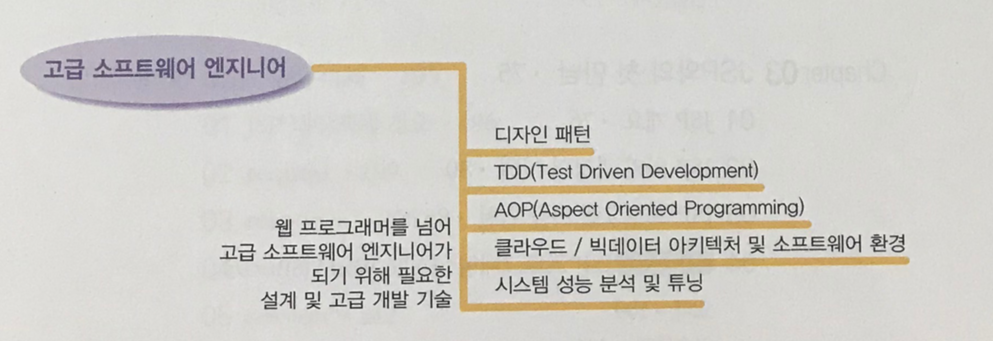 고급 소프트웨어 엔지니어
디자인 패턴
TDD(Test Driven Development)
AOP(Aspect Oriented Programming)
클라우드 / 빅데이터 아키텍처 및 소프트웨어 환경
시스템 성능 분석 및 튜닝
웹 프로그래머를 넘어
고급 소프트웨어 엔지니어가
되기 위해 필요한
설계 및 고급 개발 기술